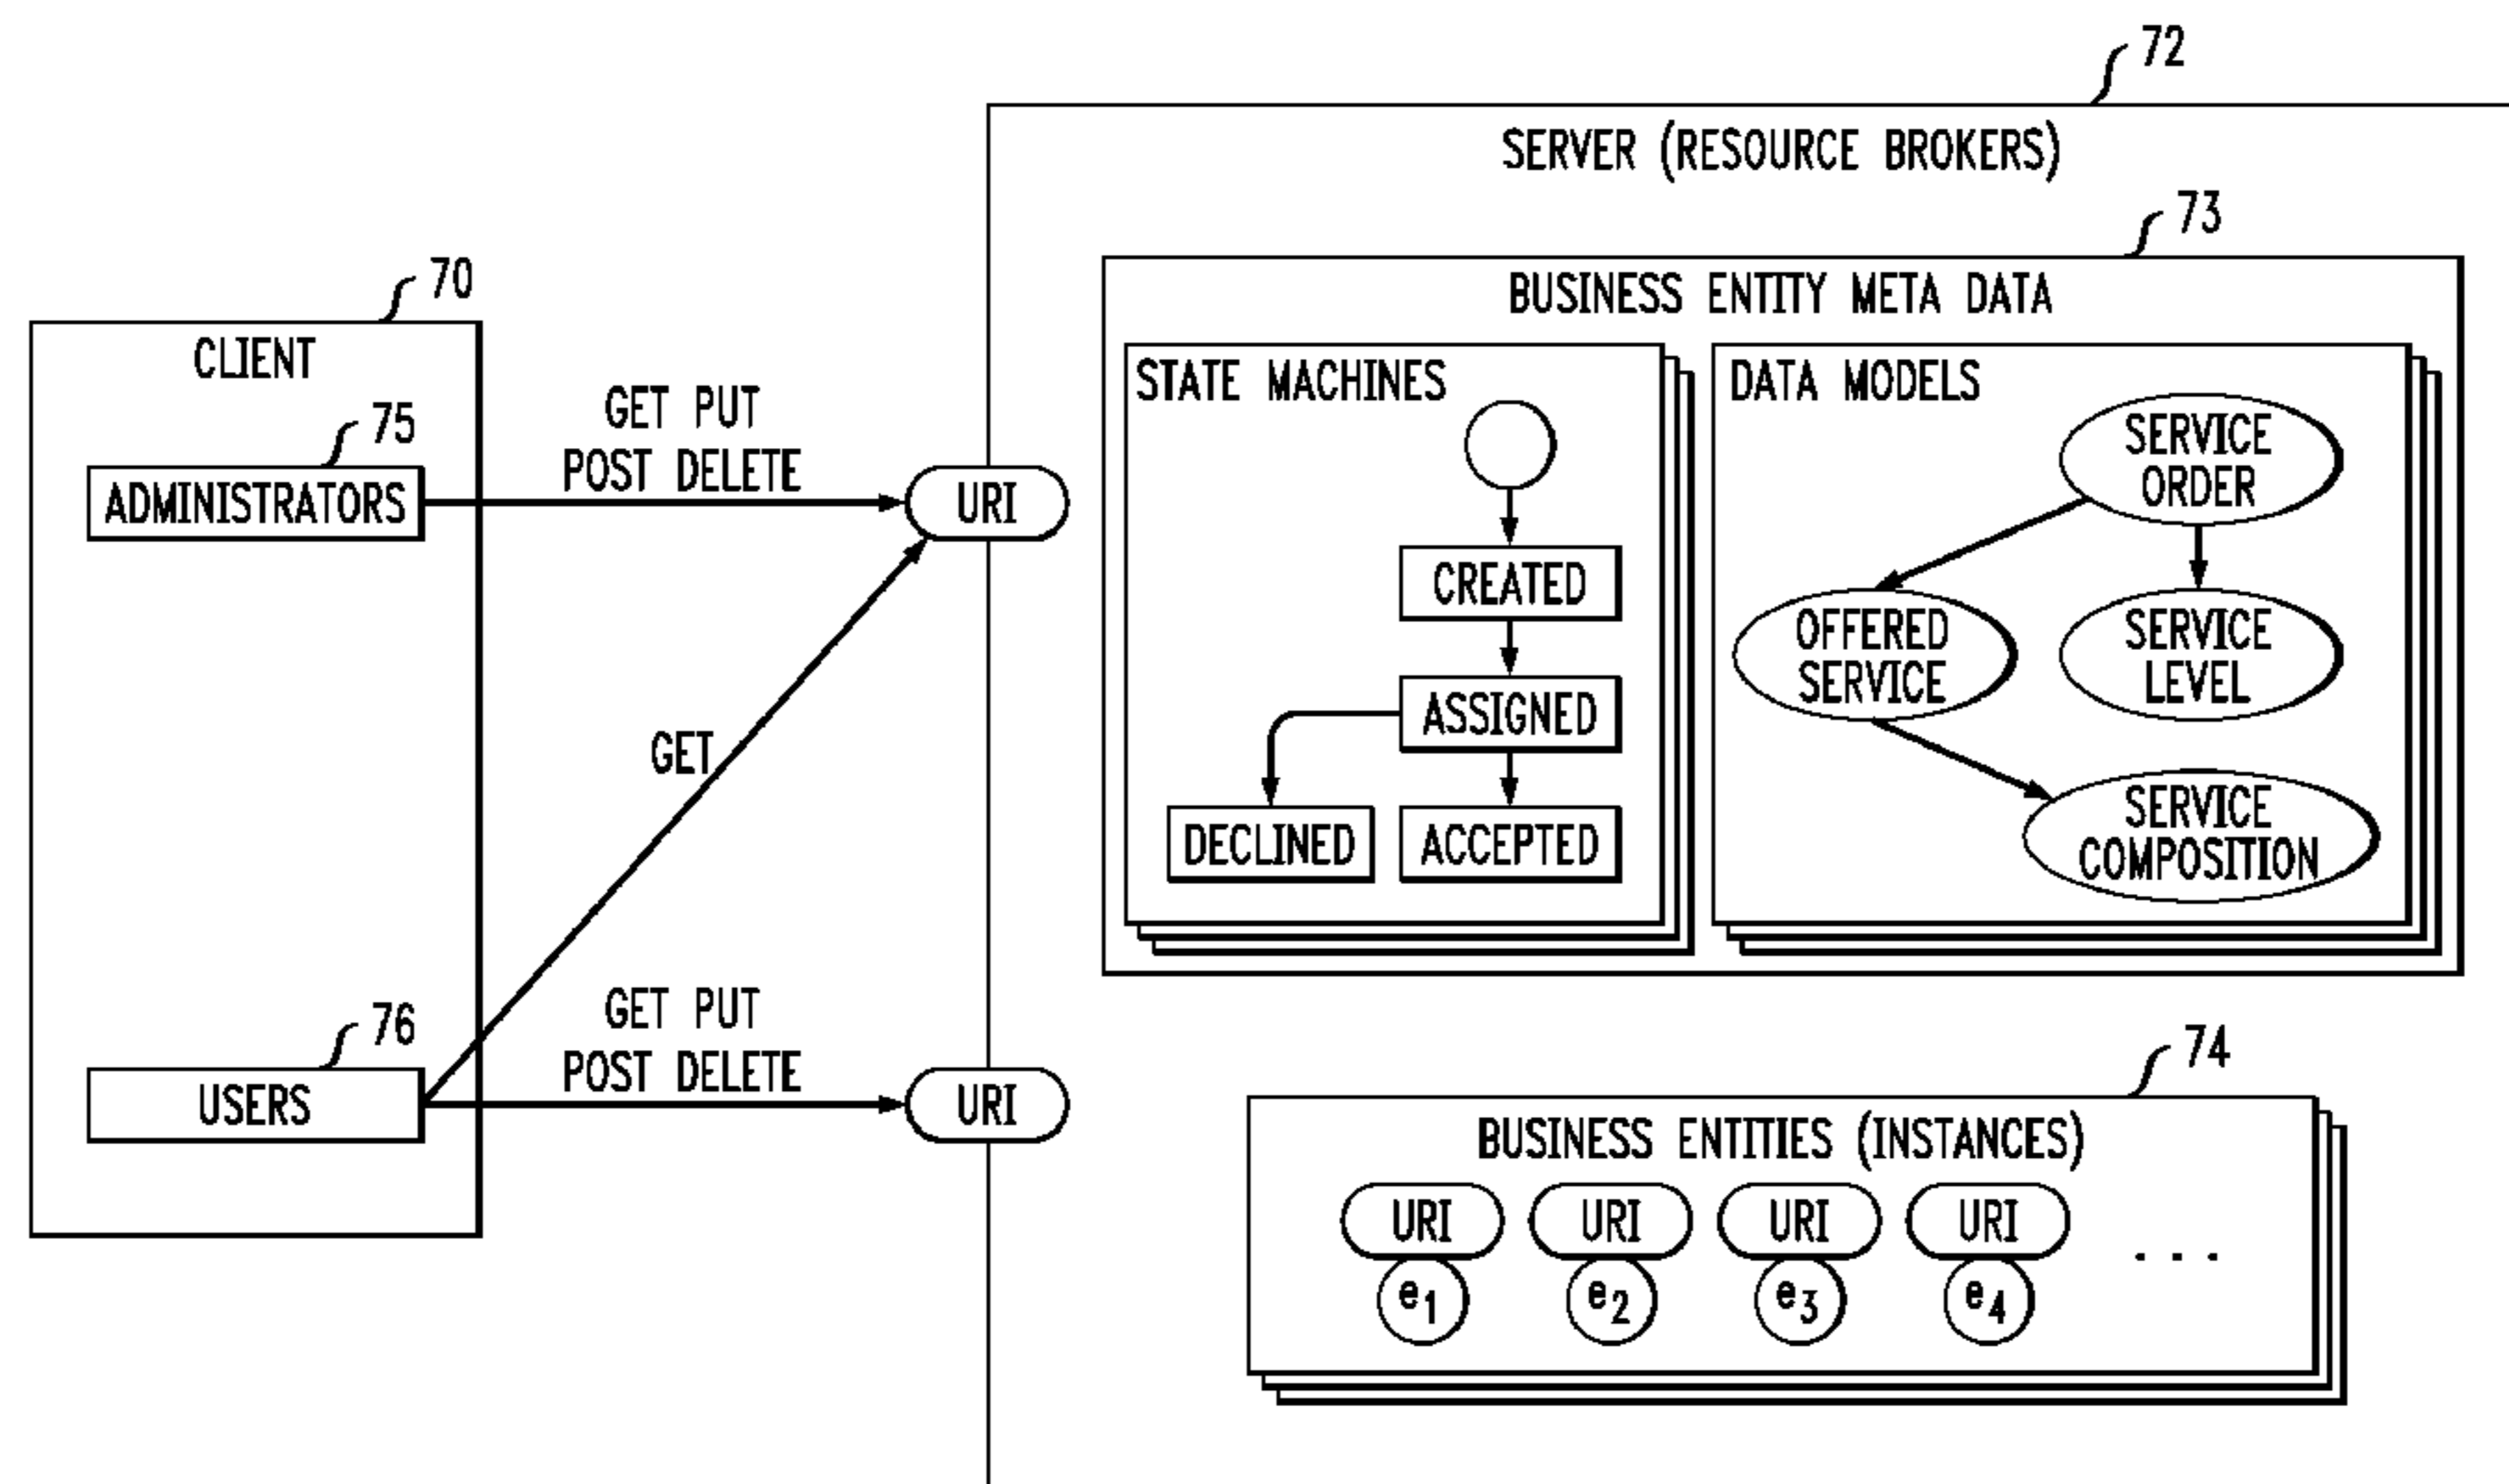 72
SERVER (RESOURCE BROKERS)
73
BUSINESS ENTITY META DATA
70
CLIENT
75
ADMINISTRATORS
GET PUT
POST DELETE
URI
GET
76
USERS
GET PUT
POST DELETE
URI
STATE MACHINES
CREATED
ASSIGNED
DECLINED
ACCEPTED
DATA MODELS
SERVICE
ORDER
OFFERED
SERVICE
SERVICE
LEVEL
SERVICE
COMPOSITION
74
BUSINESS ENTITIES (INSTANCES)
URI URI URI URI
e1 e2 e3 e4 . . .